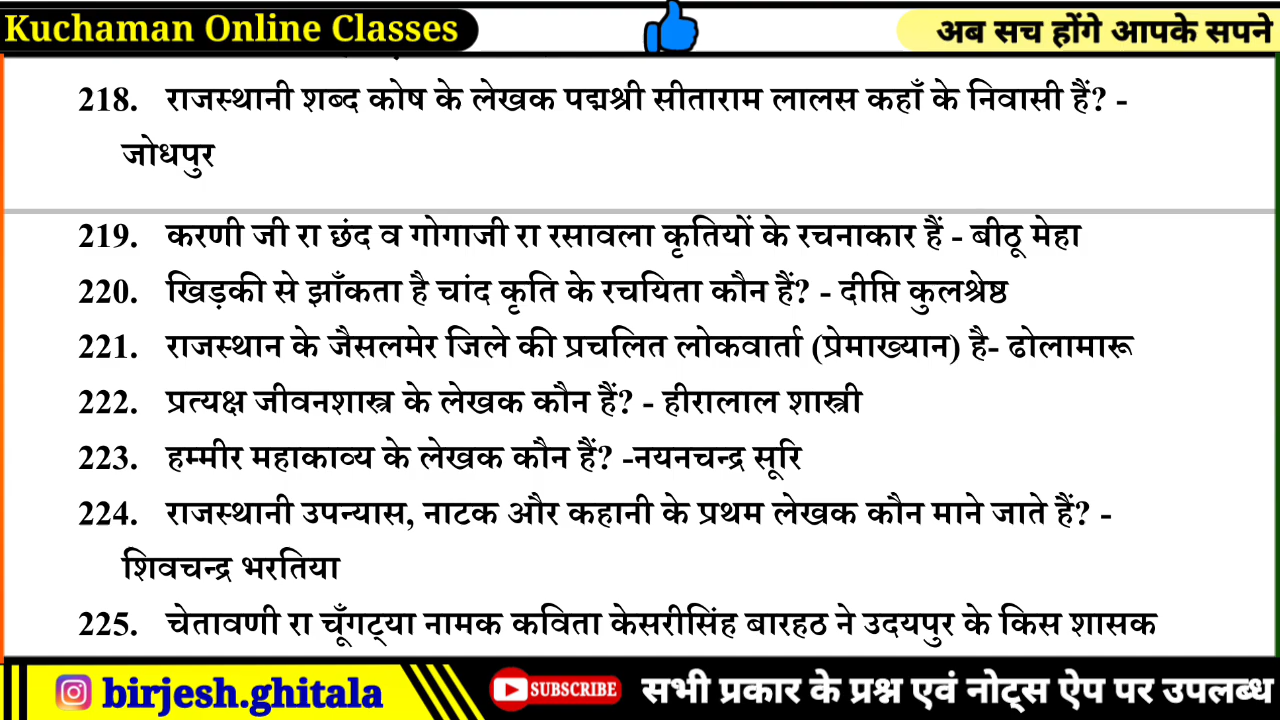 Kuchaman Online Classes
अब सच होंगे आपके सपने
218. राजस्थानी शब्द कोष के लेखक पद्मश्री सीताराम लालस कहाँ के निवासी हैं? -
जोधपुर
219. करणी जी रा छंद व गोगाजी रा रसावला कृतियों के रचनाकार हैं - बीठू मेहा
220. खिड़की से झाँकता है चांद कृति के रचयिता कौन हैं? - दीप्ति कुलश्रेष्ठ
221. राजस्थान के जैसलमेर जिले की प्रचलित लोकवार्ता (प्रेमाख्यान) है- ढोलामारू
222. प्रत्यक्ष जीवनशास्त्र के लेखक कौन हैं? - हीरालाल शास्त्री
223. हम्मीर महाकाव्य के लेखक कौन हैं? -नयनचन्द्र सूरि
224. राजस्थानी उपन्यास, नाटक और कहानी के प्रथम लेखक कौन माने जाते हैं? -
शिवचन्द्र भरतिया
225. चेतावणी रा चूँगट्या नामक कविता केसरीसिंह बारहठ ने उदयपुर के किस शासक
birjesh.ghitala
SUBSCRIBE
सभी प्रकार के प्रश्न एवं नोट्स ऐप पर उपलब्ध